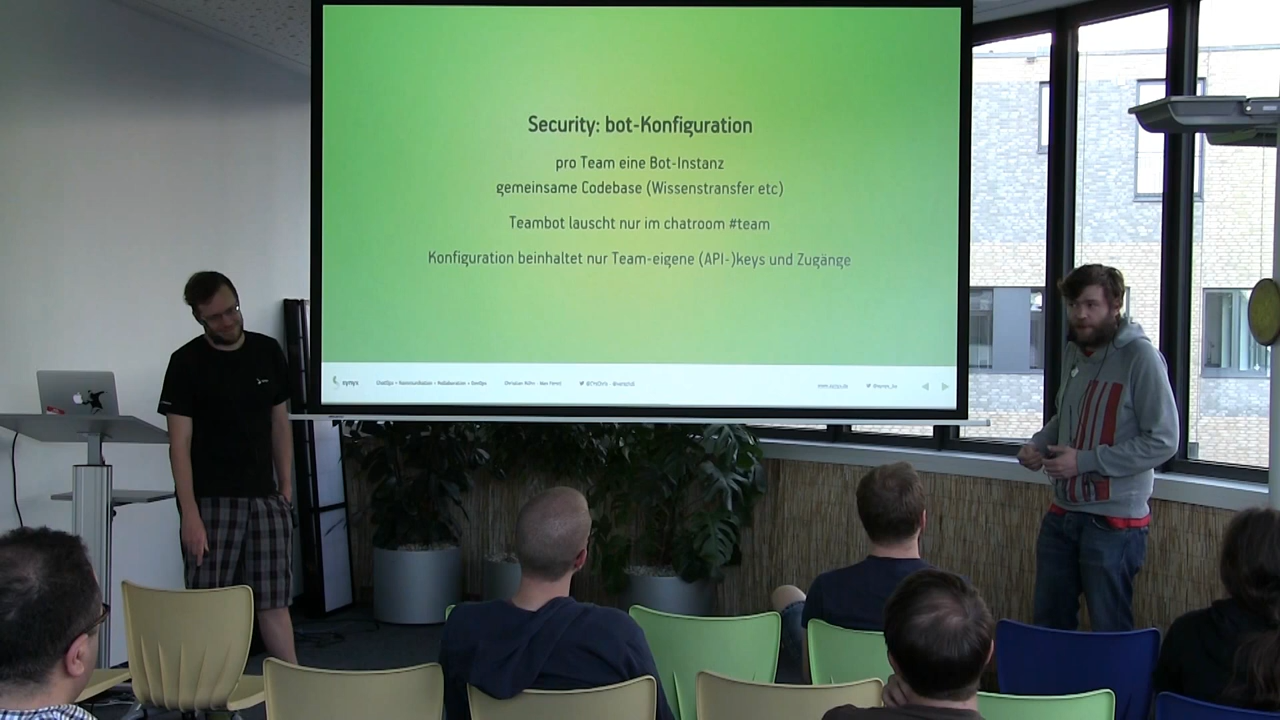 Security: bot-Konfiguration
pro Team eine Bot-Instanz
gemeinsame Codebase (Wissenstransfer etc)
Teambot lauscht nur im chatroom #team
Konfiguration beinhaltet nur Team-eigene (API-)keys und Zugänge
synyx